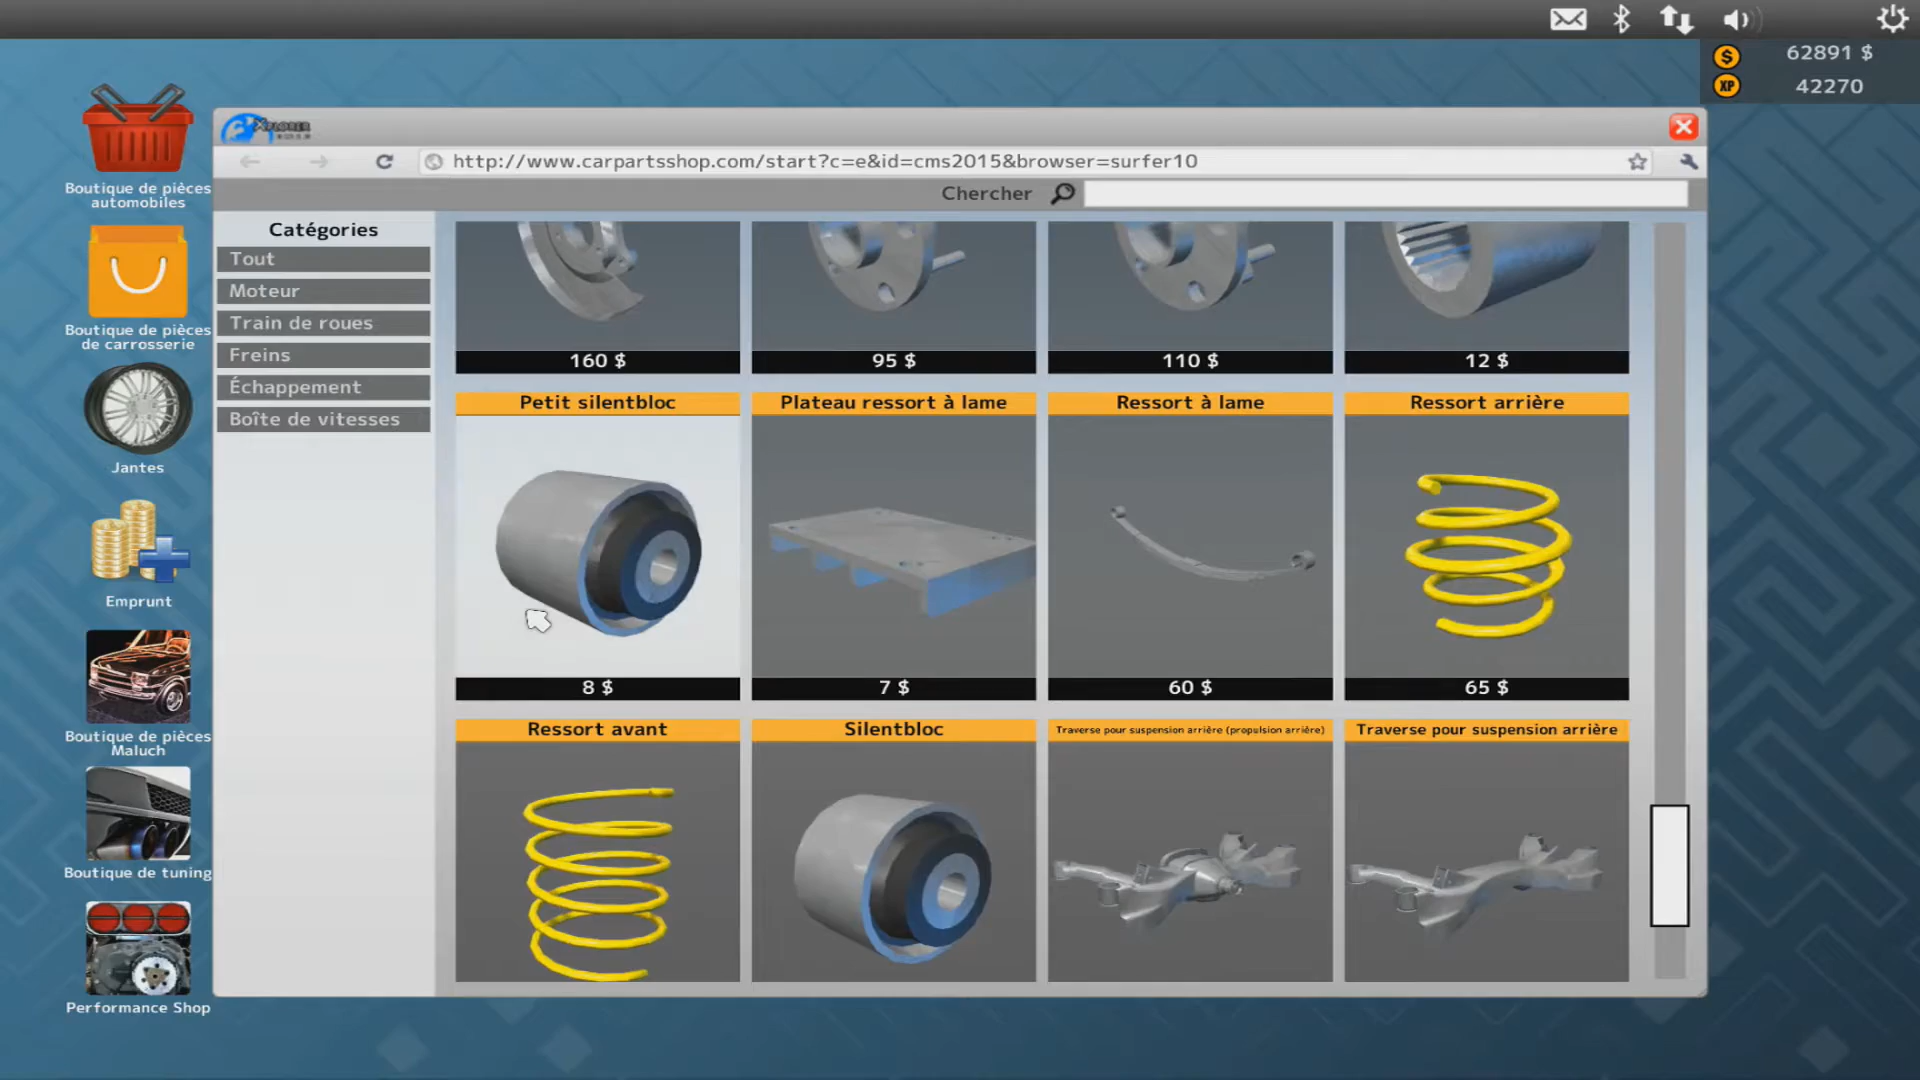 62891 $
42270
XP
Boutique de pièces
automobiles
Boutique de pièces
de carrosserie
Jantes
Emprunt
Boutique de pièces
Maluch
Boutique de tuning
Performance Shop
http://www.carpartsshop.com/start?c=e&id=cms2015&browser=surfer10
Chercher
Catégories
Tout
Moteur
Train de roues
Freins
Échappement
Boîte de vitesses
160 $
95 $
110 $
12 $
Petit silentbloc
Plateau ressort à lame
Ressort à lame
Ressort arrière
8 $
7 $
60 $
65 $
Ressort avant
Silentbloc
Traverse pour suspension arrière (propulsion arrière)
Traverse pour suspension arrière